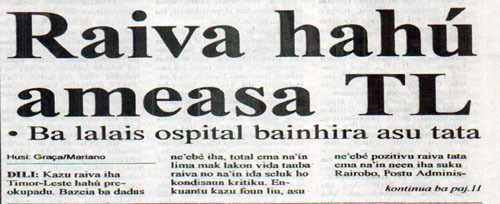 Raiva hahú
ameasa TL
• Ba lalais ospital bainhira asu tata
Husi: Graça/Mariano
DILI: Kazu raiva iha
Timor-Leste hahú pre-
okupadu. Bazeia ba dadus
ne'ebé iha, total ema na'in
lima mak lakon vida tanba
raiva no na'in ida seluk ho
kondisaun kritiku. En-
kuantu kazu foun liu, asu
ne'ebé pozitivu raiva tata
ema na'in neen iha suku
Rairobo, Postu Adminis-
kontinua ba paj.11